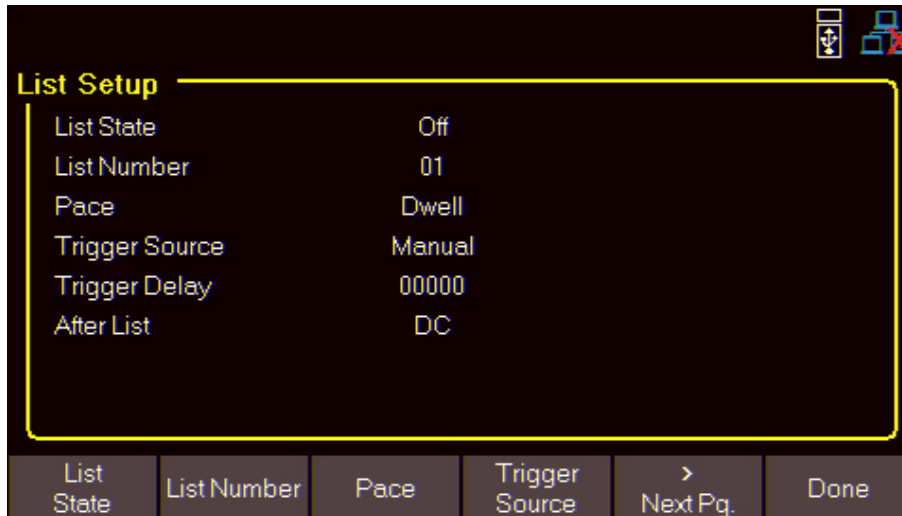 List Setup
List State Off
List Number 01
Pace Dwell
Trigger Source Manual
Trigger Delay 00000
After List DC
List State
List Number
Pace
Trigger Source
> Next Pg.
Done